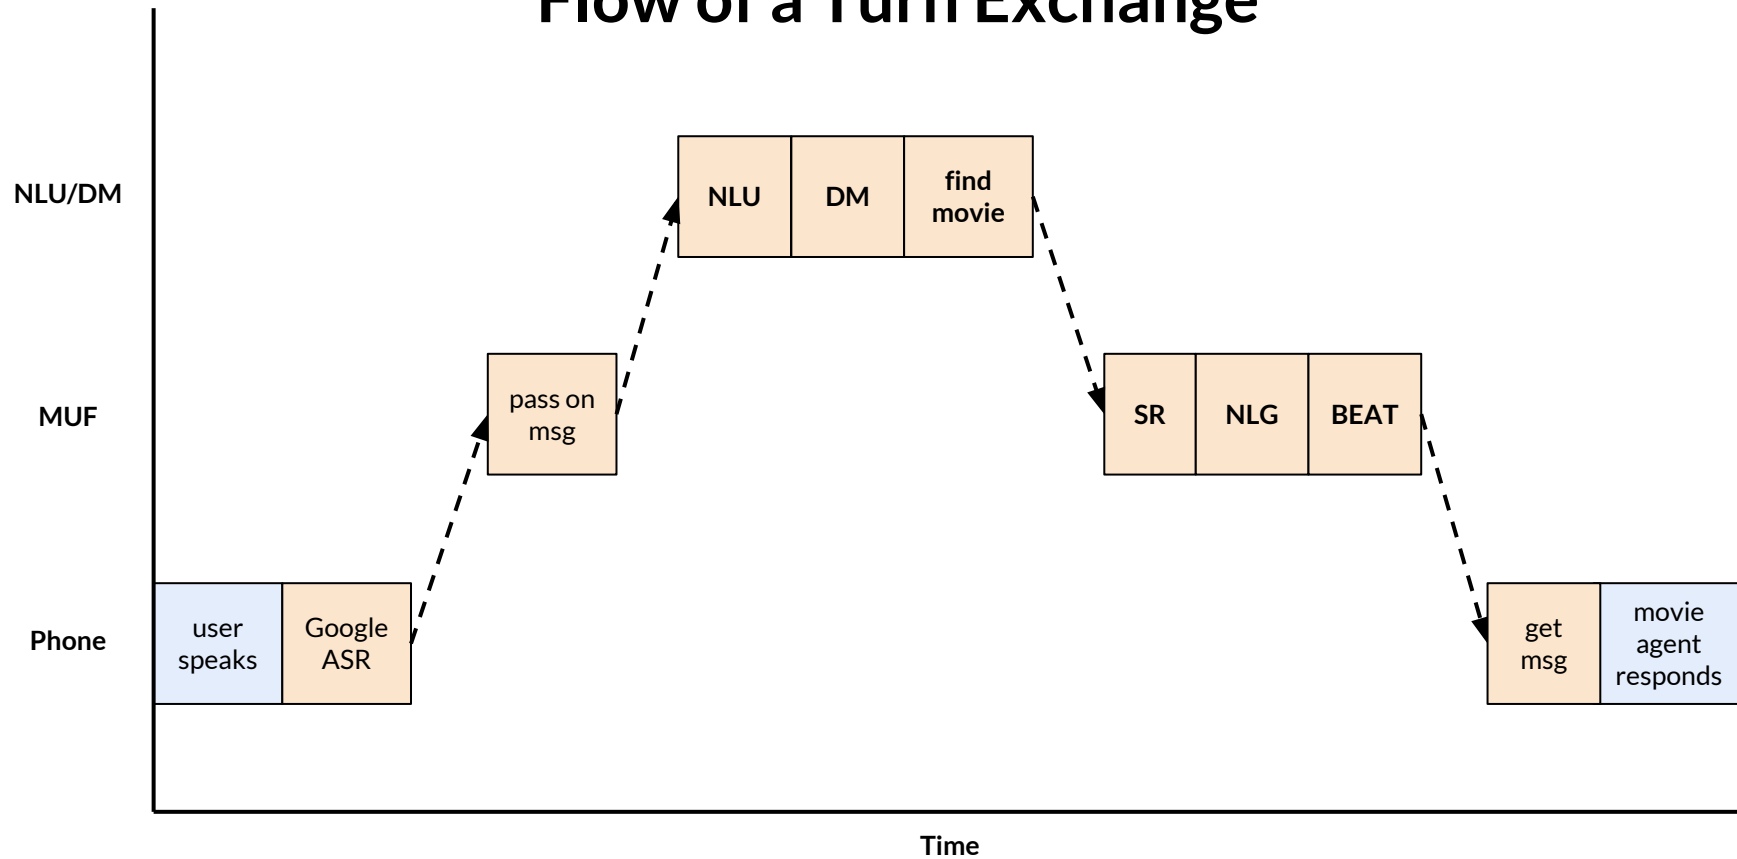 Flow of a Turn Exchange
NLU/DM
NLU
DM
find
movie
MUF
pass on
msg
SR
NLG
BEAT
Phone
user
speaks
Google
ASR
get
msg
movie
agent
responds
Time